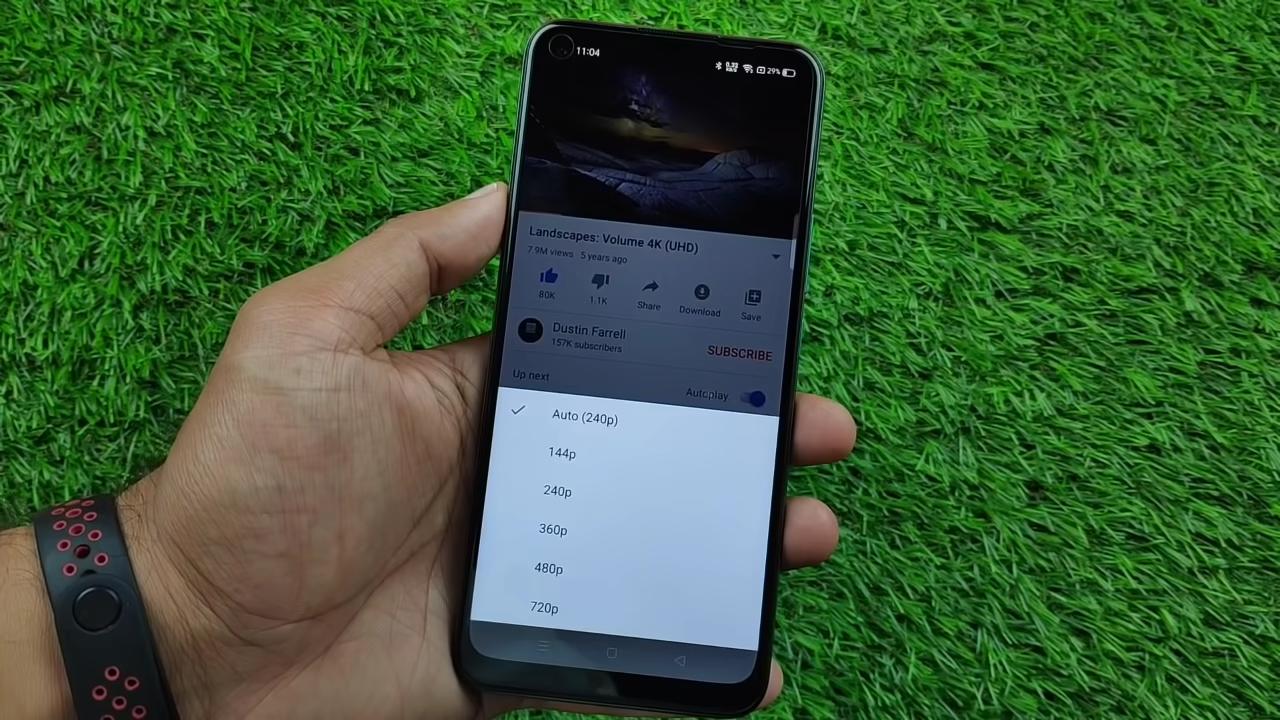 11:04
29%
Landscapes: Volume 4K (UHD)
7.9M views 5 years ago
80K
1.1K
Share
Download
Save
Dustin Farrell
157K subscribers
SUBSCRIBE
Up next
Autoplay
Auto (240p)
144p
240p
360p
480p
720p